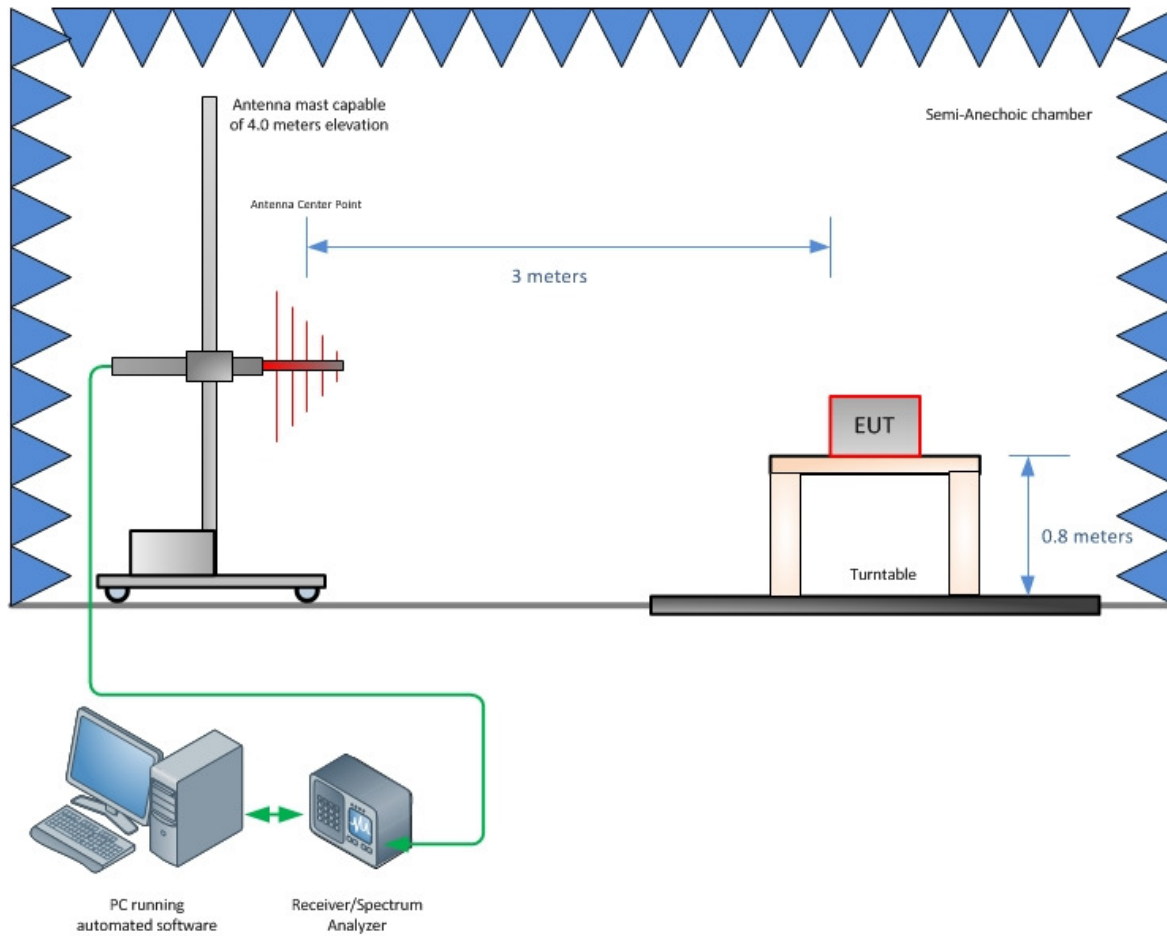 Antenna mast capable
of 4.0 meters elevation
Semi-Anechoic chamber
Antenna Center Point
3 meters
EUT
0.8 meters
Turntable
PC running
automated software
Receiver/Spectrum
Analyzer